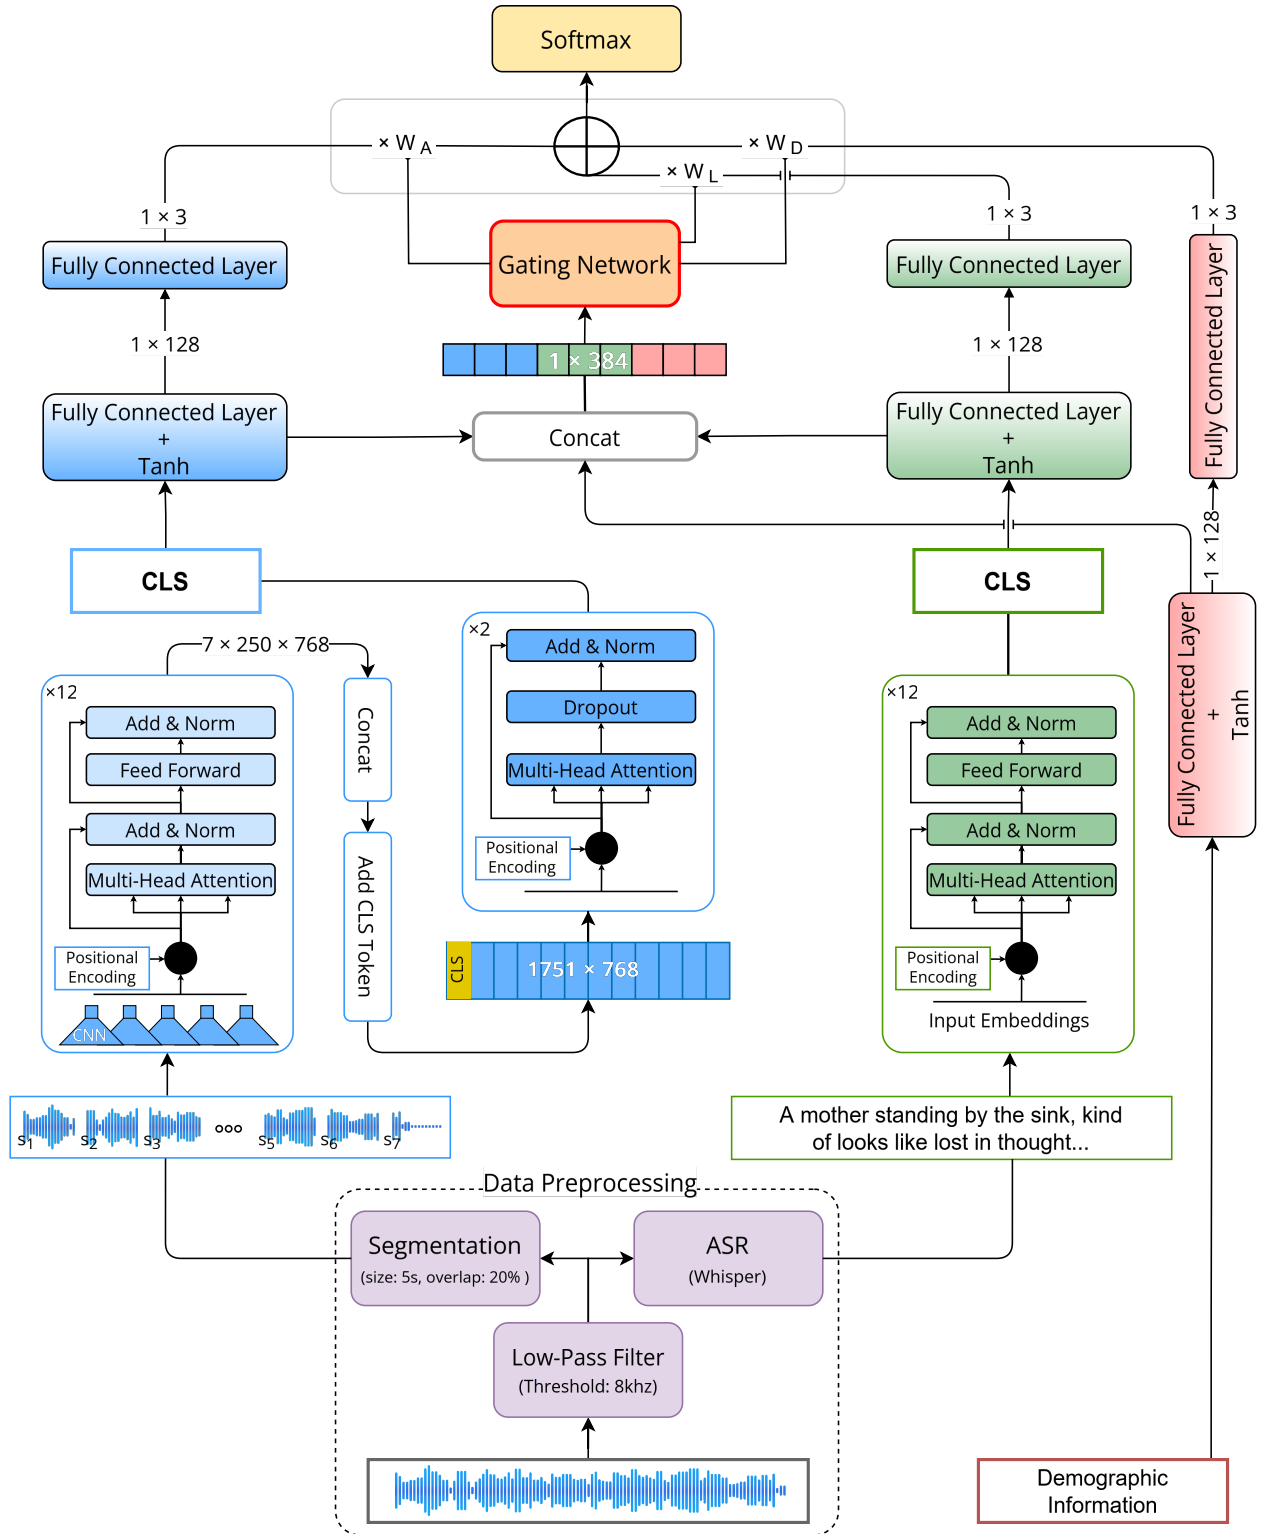 Softmax
× W A
× W D
× W L
1 × 3
1 × 3
1 × 3
Fully Connected Layer
Gating Network
Fully Connected Layer
Fully Connected Layer
1 × 128
1 × 384
1 × 128
Fully Connected Layer
+
Tanh
Concat
Fully Connected Layer
+
Tanh
1 × 128
CLS
CLS
Fully Connected Layer
+
Tanh
7 × 250 × 768
×12
Add & Norm
Feed Forward
Add & Norm
Multi-Head Attention
Positional
Encoding
CNN
Concat
Add CLS Token
×2
Add & Norm
Dropout
Multi-Head Attention
Positional
Encoding
CLS
1751 × 768
×12
Add & Norm
Feed Forward
Add & Norm
Multi-Head Attention
Positional
Encoding
Input Embeddings
S1 S2 S3 S5 S6 S7
A mother standing by the sink, kind
of looks like lost in thought...
Data Preprocessing
Segmentation
(size: 5s, overlap: 20% )
ASR
(Whisper)
Low-Pass Filter
(Threshold: 8khz)
Demographic
Information